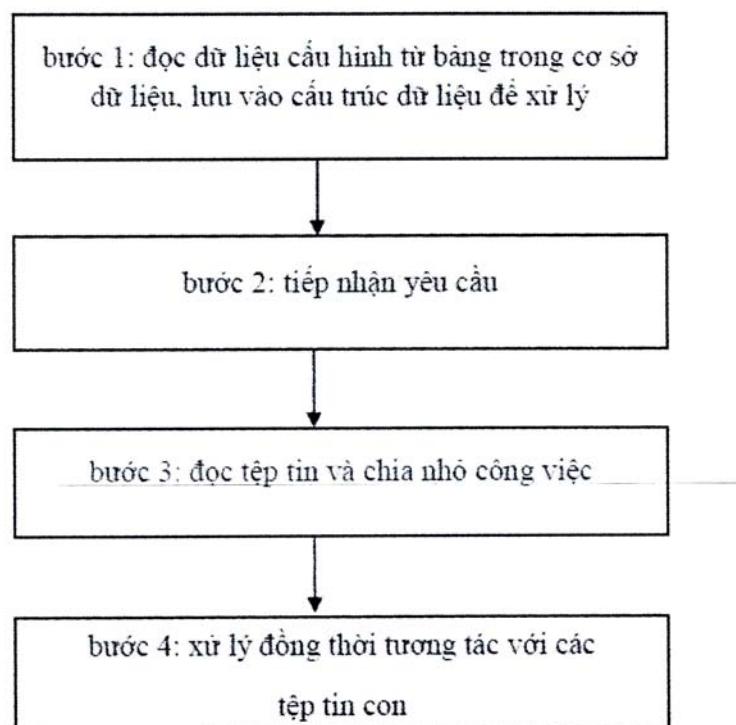 bước 1: đọc dữ liệu cấu hình từ bảng trong cơ sở
dữ liệu, lưu vào cấu trúc dữ liệu để xử lý
bước 2: tiếp nhận yêu cầu
bước 3: đọc tệp tin và chia nhỏ công việc
bước 4: xử lý đồng thời tương tác với các
tệp tin con